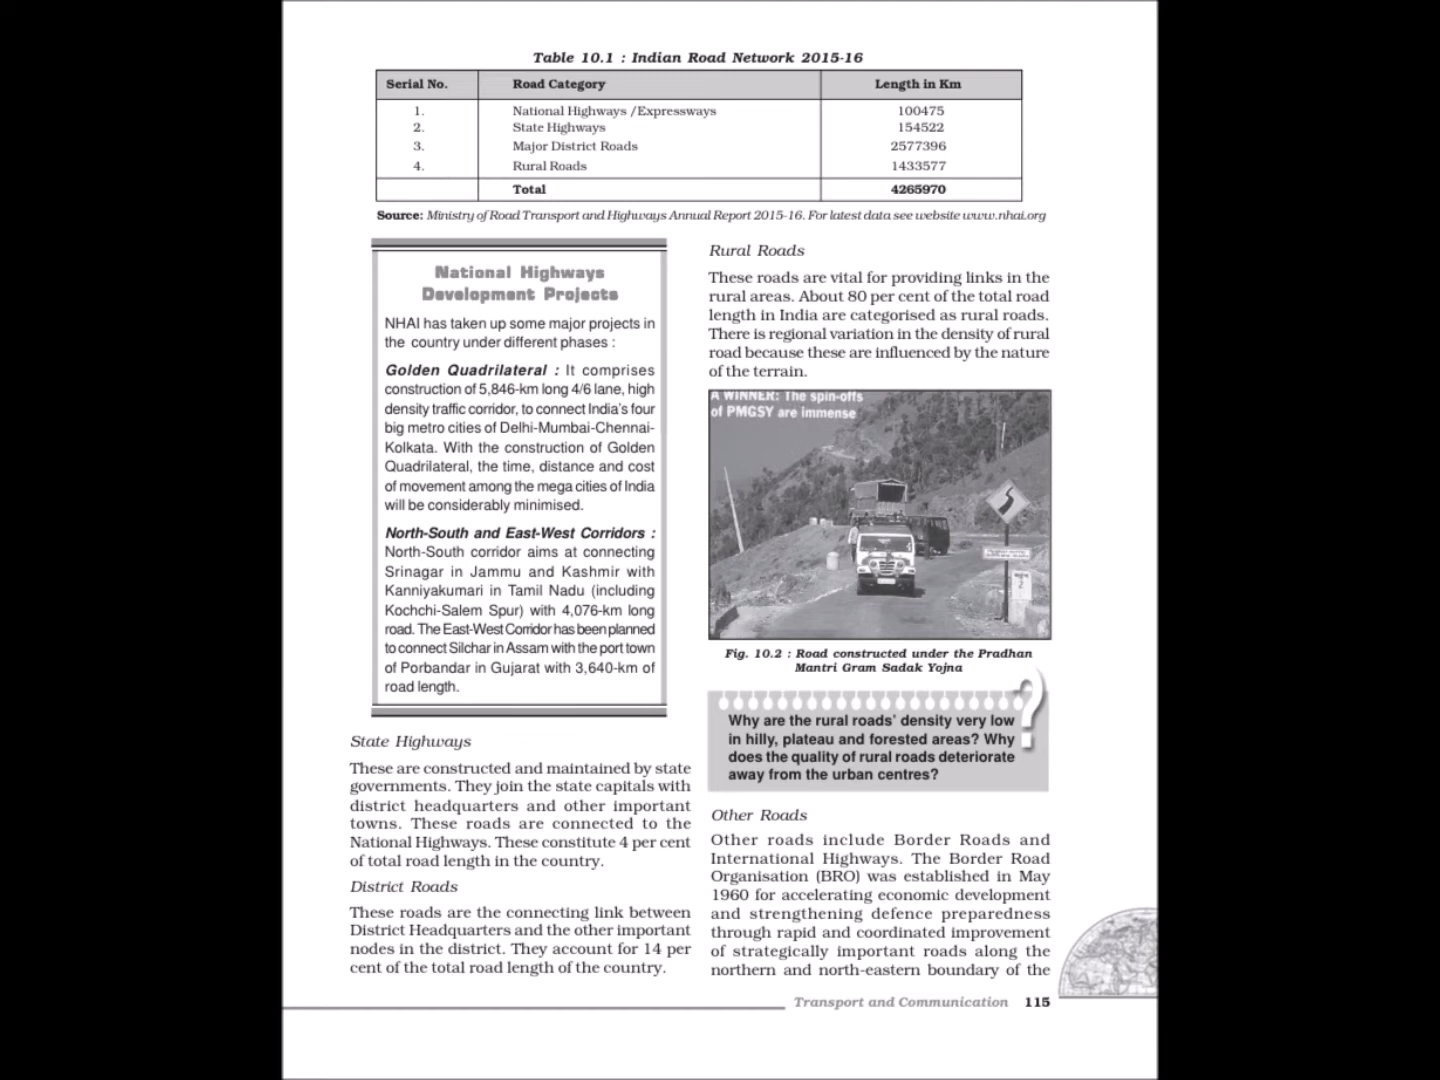 Table 10.1 : Indian Road Network 2015-16
Serial No. Road Category Length in Km
1. National Highways /Expressways 100475
2. State Highways 154522
3. Major District Roads 2577396
4. Rural Roads 1433577
Total 4265970
Source: Ministry of Road Transport and Highways Annual Report 2015-16. For latest data see website www.nhai.org
National Highways
Development Projects
NHAI has taken up some major projects in
the country under different phases :
Golden Quadrilateral : It comprises
construction of 5,846-km long 4/6 lane, high
density traffic corridor, to connect India's four
big metro cities of Delhi-Mumbai-Chennai-
Kolkata. With the construction of Golden
Quadrilateral, the time, distance and cost
of movement among the mega cities of India
will be considerably minimised.
North-South and East-West Corridors :
North-South corridor aims at connecting
Srinagar in Jammu and Kashmir with
Kanniyakumari in Tamil Nadu (including
Kochchi-Salem Spur) with 4,076-km long
road. The East-West Corridor has been planned
to connect Silchar in Assam with the port town
of Porbandar in Gujarat with 3,640-km of
road length.
State Highways
These are constructed and maintained by state
governments. They join the state capitals with
district headquarters and other important
towns. These roads are connected to the
National Highways. These constitute 4 per cent
of total road length in the country.
District Roads
These roads are the connecting link between
District Headquarters and the other important
nodes in the district. They account for 14 per
cent of the total road length of the country.
Rural Roads
These roads are vital for providing links in the
rural areas. About 80 per cent of the total road
length in India are categorised as rural roads.
There is regional variation in the density of rural
road because these are influenced by the nature
of the terrain.
A WINNER: The spin-offs
of PMGSY are immense
Fig. 10.2 : Road constructed under the Pradhan
Mantri Gram Sadak Yojna
Why are the rural roads' density very low
in hilly, plateau and forested areas? Why
does the quality of rural roads deteriorate
away from the urban centres?
?
Other Roads
Other roads include Border Roads and
International Highways. The Border Road
Organisation (BRO) was established in May
1960 for accelerating economic development
and strengthening defence preparedness
through rapid and coordinated improvement
of strategically important roads along the
northern and north-eastern boundary of the
Transport and Communication 115